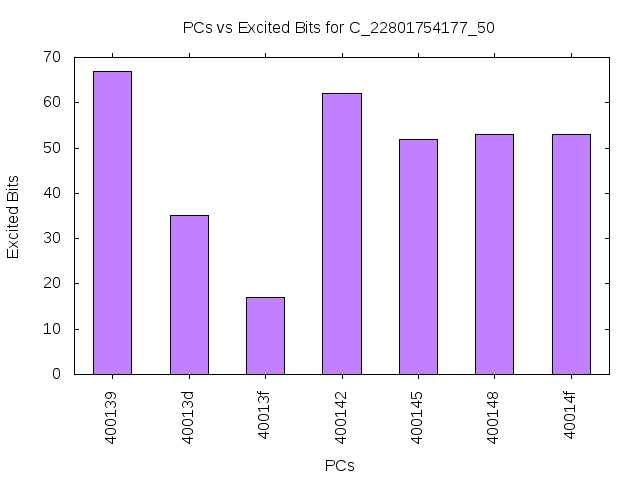 PCs vs Excited Bits for C_22801754177_50
70
60
50
40
30
20
10
0
Excited Bits
400139
40013d
40013f
400142
400145
400148
40014f
PCs